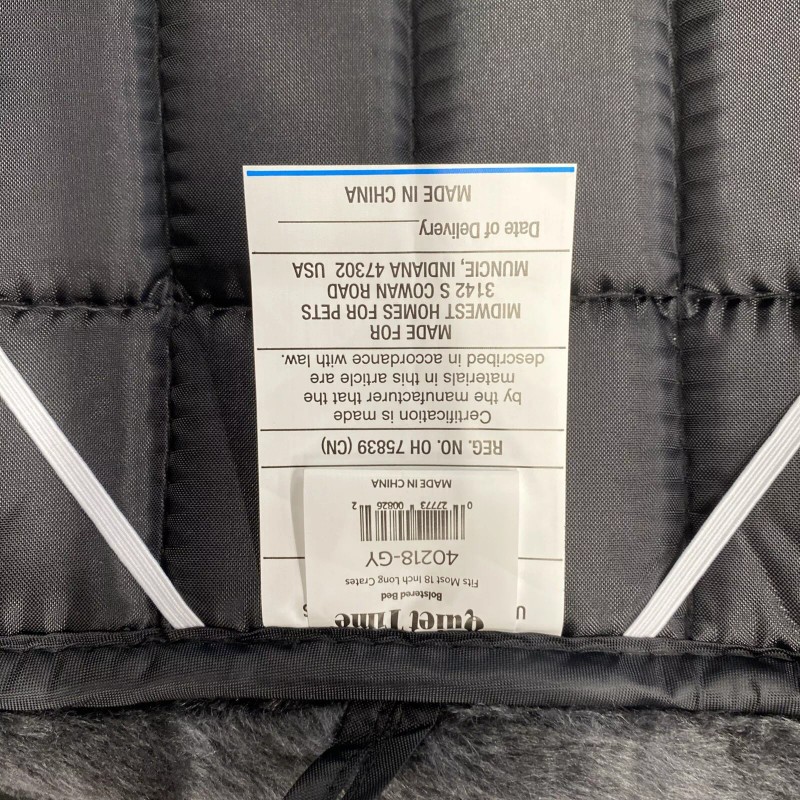 Quiet Time
Bolstered Bed
Fits Most 18 Inch Long Crates
40218-GY
0 27773 00826 2
MADE IN CHINA
REG. NO. OH 75839 (CN)
Certification is made
by the manufacturer that the
materials in this article are
described in accordance with law.
MADE FOR
MIDWEST HOMES FOR PETS
3142 S COWAN ROAD
MUNCIE, INDIANA 47302 USA
Date of Delivery
MADE IN CHINA